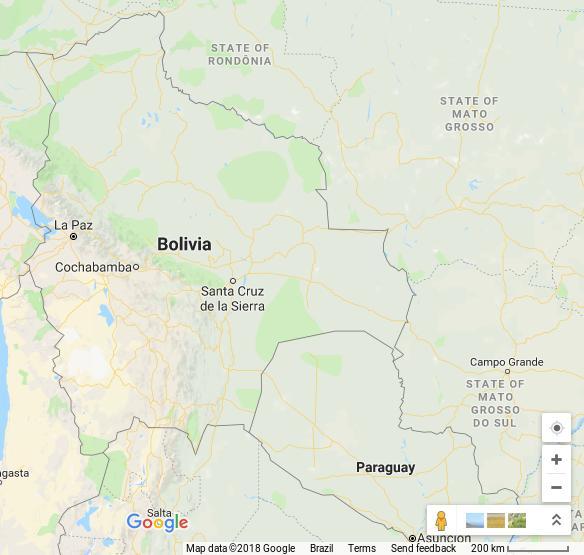 STATE OF
RONDÔNIA
STATE OF
MATO
GROSSO
La Paz
Bolivia
Cochabamba
Santa Cruz
de la Sierra
Campo Grande
STATE OF
MATO
GROSSO
DO SUL
Paraguay
agasta
Salta
Google
Asunción
Map data ©2018 Google Brazil Terms Send feedback 200 km